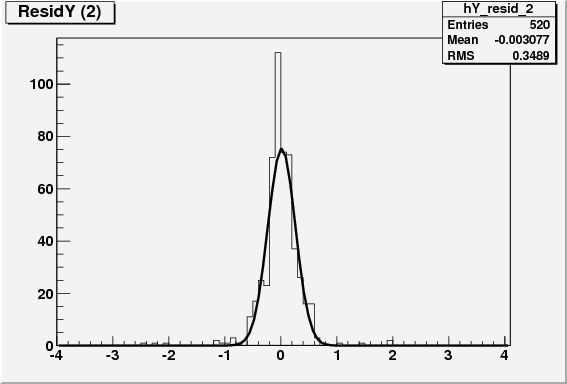 ResidY (2)
hY_resid_2
Entries 520
Mean -0.003077
RMS 0.3489
100
80
60
40
20
0
-4 -3 -2 -1 0 1 2 3 4